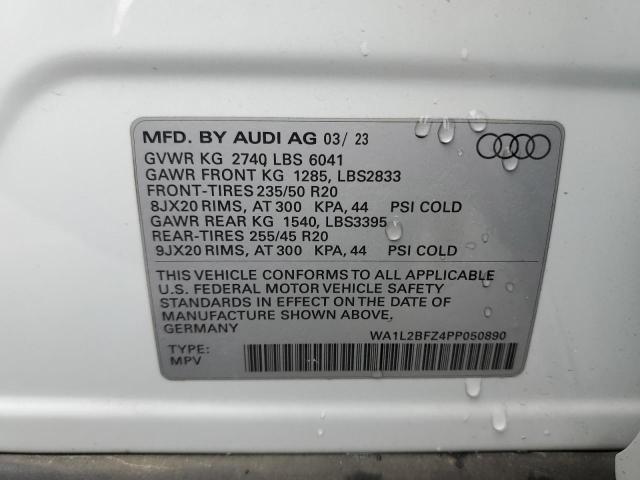 MFD. BY AUDI AG 03/ 23
GVWR KG 2740 LBS 6041
GAWR FRONT KG 1285, LBS2833
FRONT-TIRES 235/50 R20
8JX20 RIMS, AT 300 KPA, 44 PSI COLD
GAWR REAR KG 1540, LBS3395
REAR-TIRES 255/45 R20
9JX20 RIMS, AT 300 KPA, 44 PSI COLD
THIS VEHICLE CONFORMS TO ALL APPLICABLE
U.S. FEDERAL MOTOR VEHICLE SAFETY
STANDARDS IN EFFECT ON THE DATE OF
MANUFACTURE SHOWN ABOVE,
GERMANY
WA1L2BFZ4PP050890
TYPE:
MPV